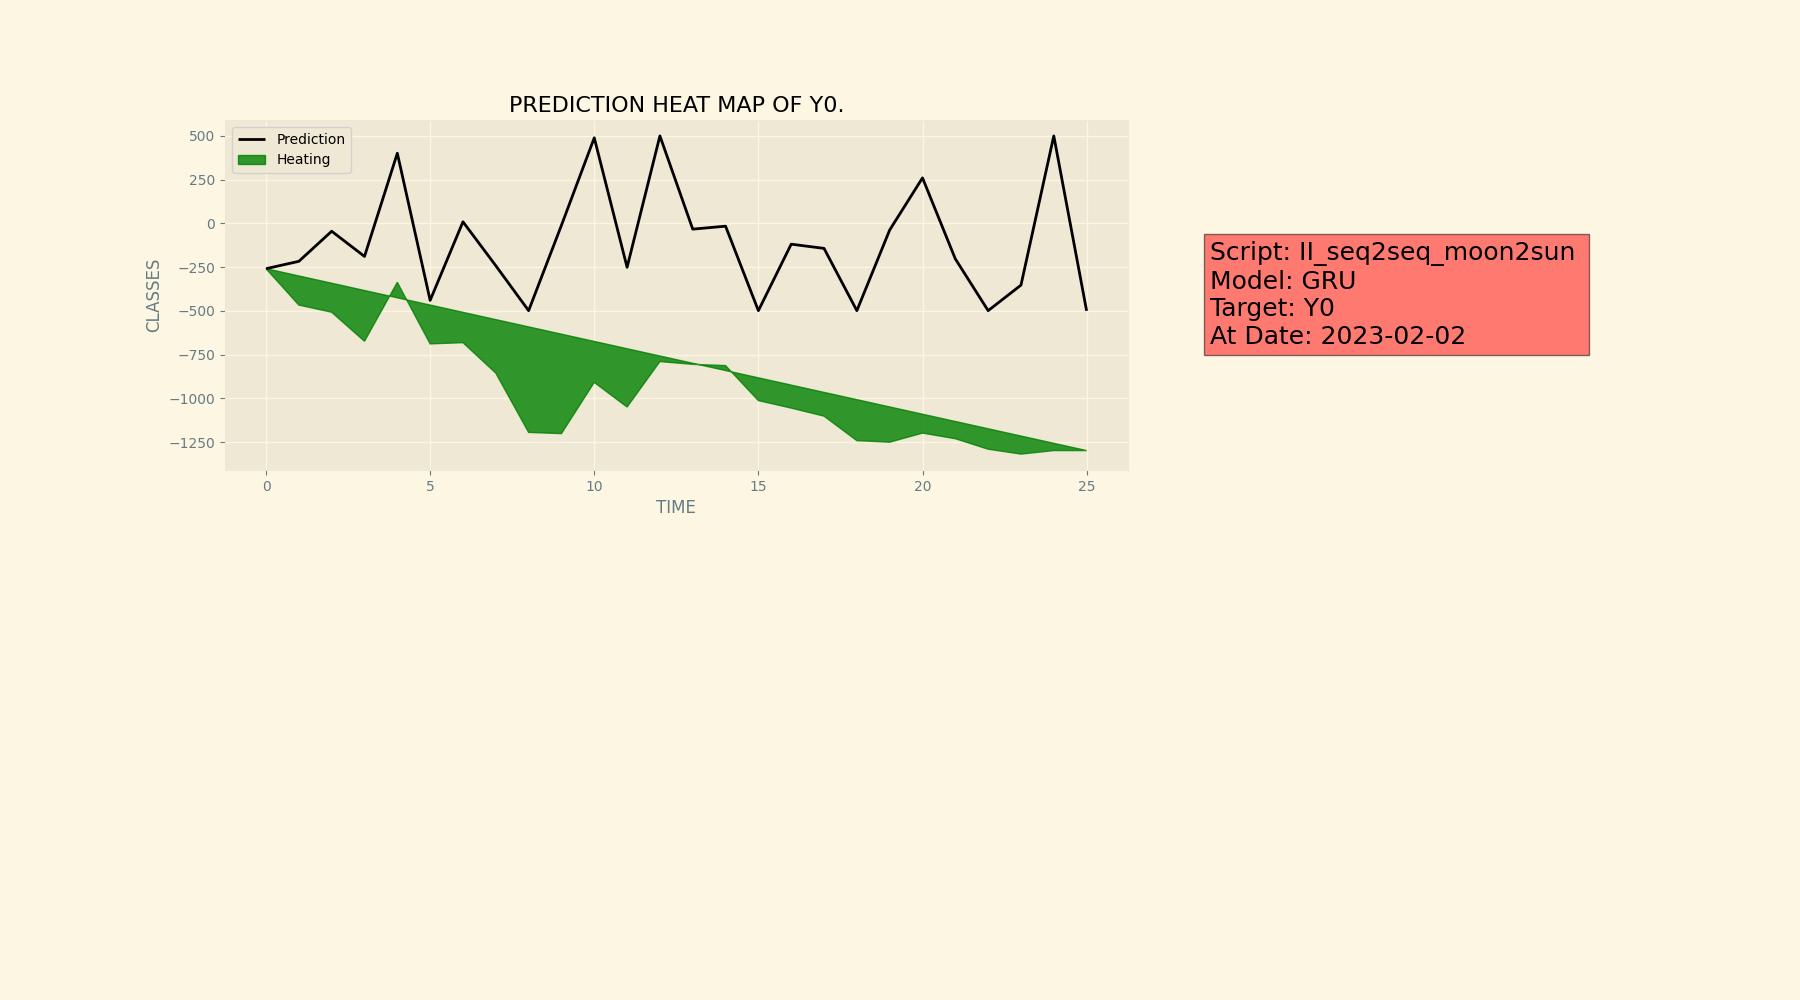 PREDICTION HEAT MAP OF Y0.
Prediction
Heating
500
250
0
−250
−500
−750
−1000
−1250
CLASSES
0 5 10 15 20 25
TIME
Script: II_seq2seq_moon2sun
Model: GRU
Target: Y0
At Date: 2023-02-02